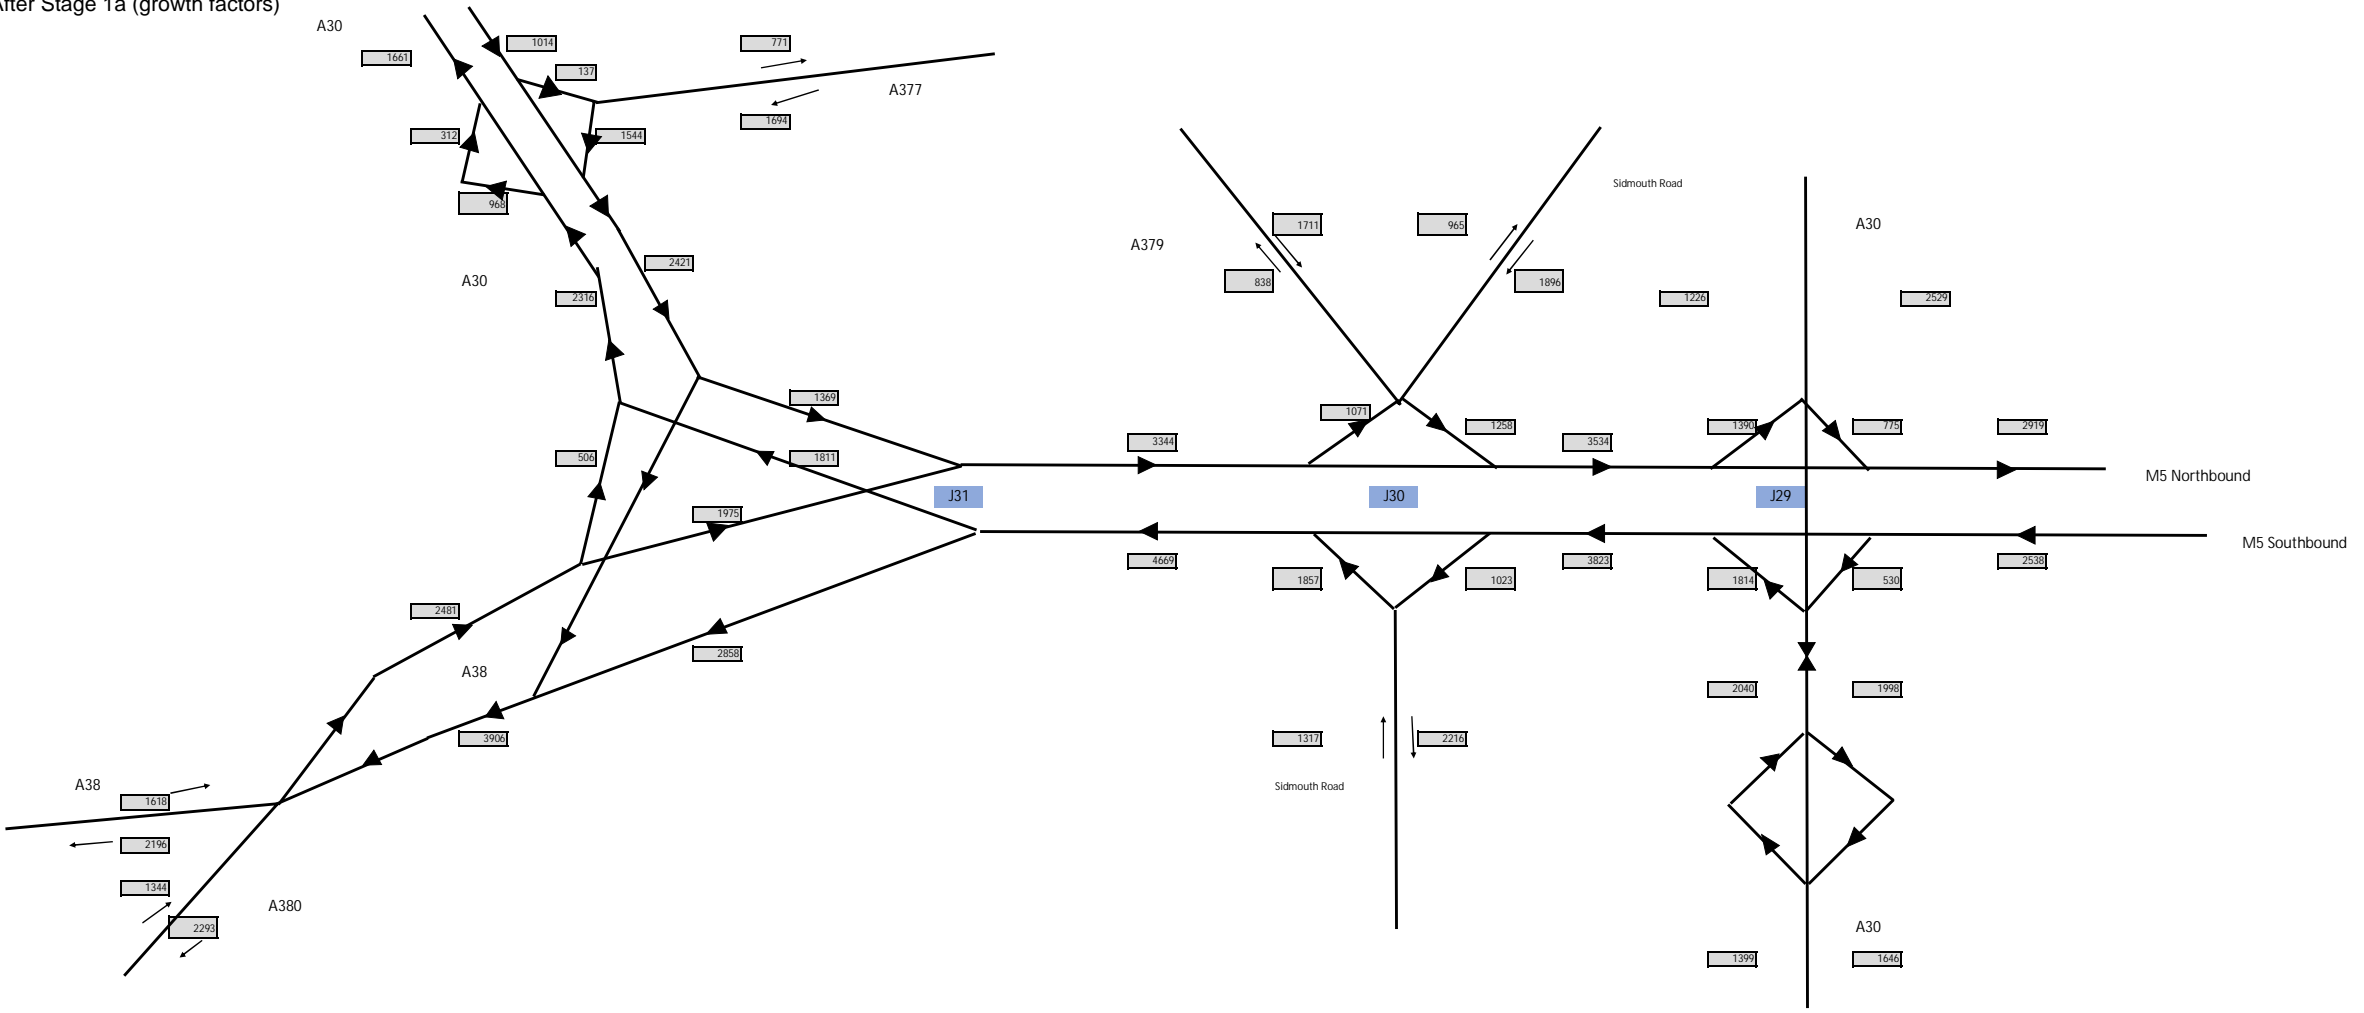 After Stage 1a (growth factors)
A30
1661
1014
771
137
A377
1694
312
1544
968
2421
A30
2316
1369
506
1811
J31
1975
2481
A38
2858
3906
A38
1618
2196
1344
A380
2293
Sidmouth Road
1711
965
A379
838
1896
A30
1226
2529
1071
1258
3344
3534
1390
775
2919
M5 Northbound
J30
J29
M5 Southbound
4669
3823
2538
1857
1023
1814
530
2040
1998
1317
2216
Sidmouth Road
A30
1399
1646